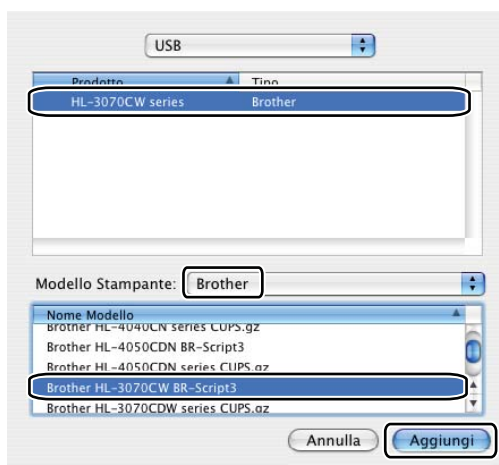 USB
Prodotto Tipo
HL-3070CW series Brother
Modello Stampante: Brother
Nome Modello
Brother HL-4040CN series CUPS.gz
Brother HL-4050CDN BR-Script3
Brother HL-4050CDN series CUPS.gz
Brother HL-3070CW BR-Script3
Brother HL-3070CDW series CUPS.gz
Annulla Aggiungi